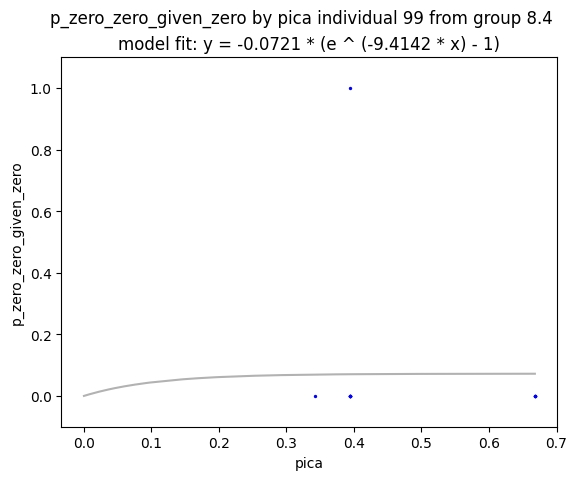 p_zero_zero_given_zero by pica individual 99 from group 8.4
model fit: y = -0.0721 * (e ^ (-9.4142 * x) - 1)
p_zero_zero_given_zero
1.0
0.8
0.6
0.4
0.2
0.0
0.0 0.1 0.2 0.3 0.4 0.5 0.6 0.7
pica